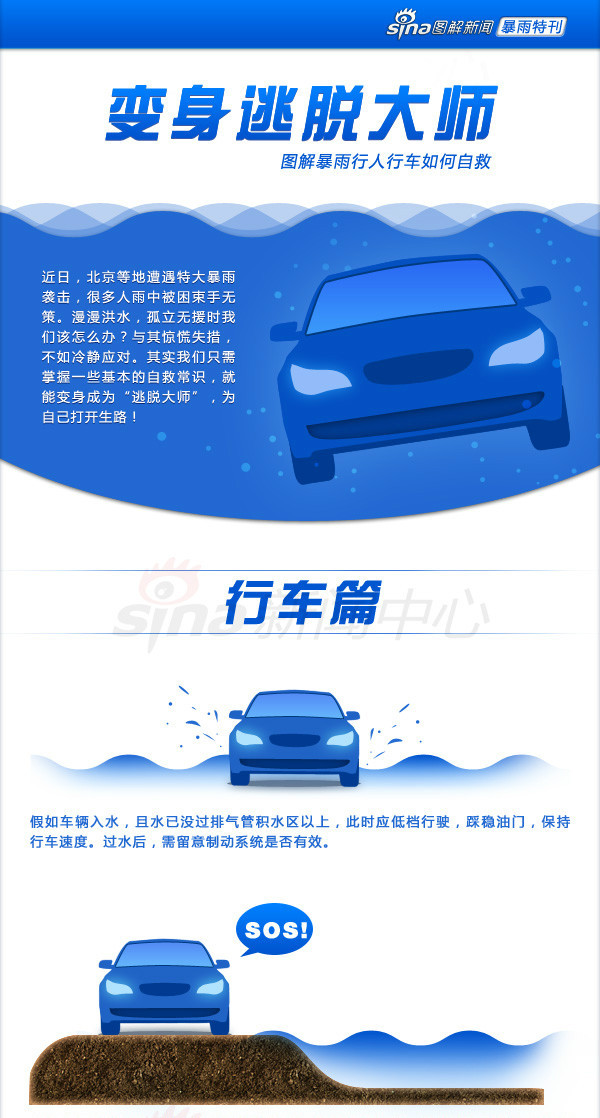 sina 图解新闻 暴雨特刊
变身逃脱大师
图解暴雨行人行车如何自救
近日，北京等地遭遇特大暴雨
袭击，很多人雨中被困束手无
策。漫漫洪水，孤立无援时我
们该怎么办？与其惊慌失措，
不如冷静应对。其实我们只需
掌握一些基本的自救常识，就
能变身成为“逃脱大师”，为
自己打开生路！
sina新闻中心
行车篇
假如车辆入水，且水已没过排气管积水区以上，此时应低档行驶，踩稳油门，保持
行车速度。过水后，需留意制动系统是否有效。
SOS!